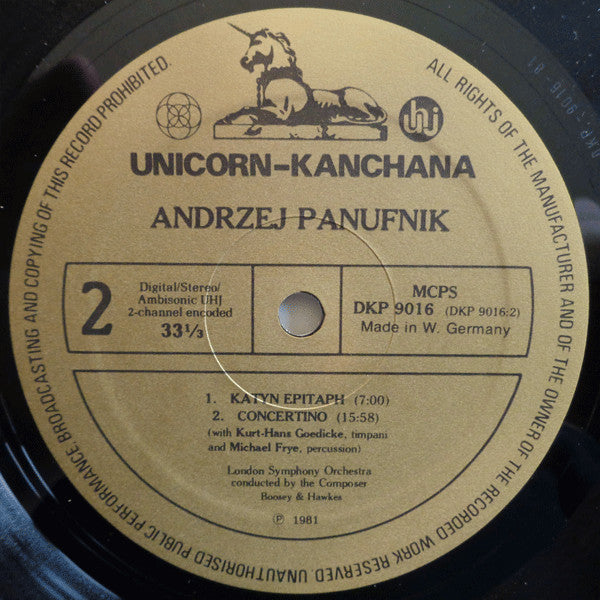 ALL RIGHTS OF THE MANUFACTURER AND OF THE OWNER OF THE RECORDED WORK RESERVED. UNAUTHORISED PUBLIC PERFORMANCE, BROADCASTING AND COPYING OF THIS RECORD PROHIBITED.
uhj
UNICORN-KANCHANA
ANDRZEJ PANUFNIK
2
Digital/Stereo/
Ambisonic UHJ
2-channel encoded
33⅓
MCPS
DKP 9016 (DKP 9016:2)
Made in W. Germany
1. KATYN EPITAPH (7:00)
2. CONCERTINO (15:58)
(with Kurt-Hans Goedicke, timpani
and Michael Frye, percussion)
London Symphony Orchestra
conducted by the Composer
Boosey & Hawkes
℗ 1981